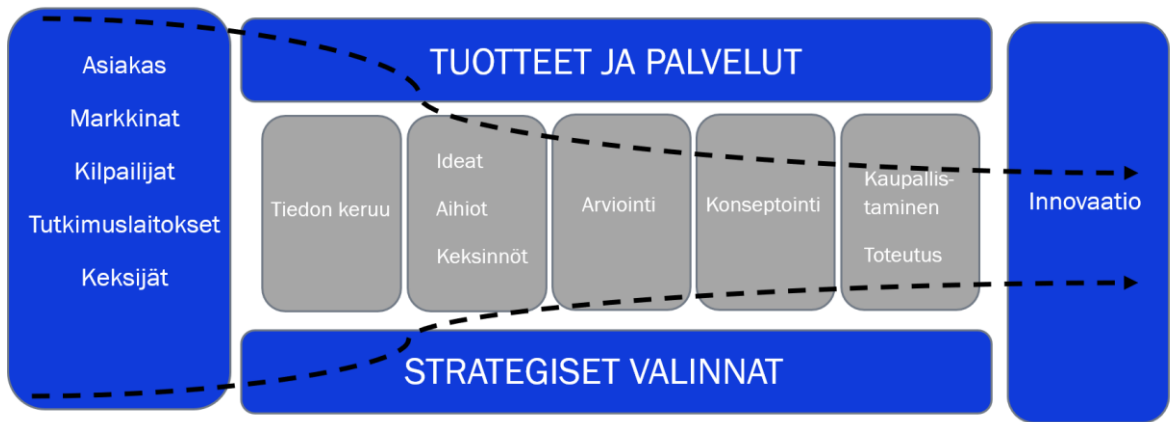 Asiakas
Markkinat
Kilpailijat
Tutkimuslaitokset
Keksijät
TUOTTEET JA PALVELUT
Tiedon keruu
Ideat
Aihiot
Keksinnöt
Arviointi
Konseptointi
Kaupallis-
taminen
Toteutus
STRATEGISET VALINNAT
Innovaatio